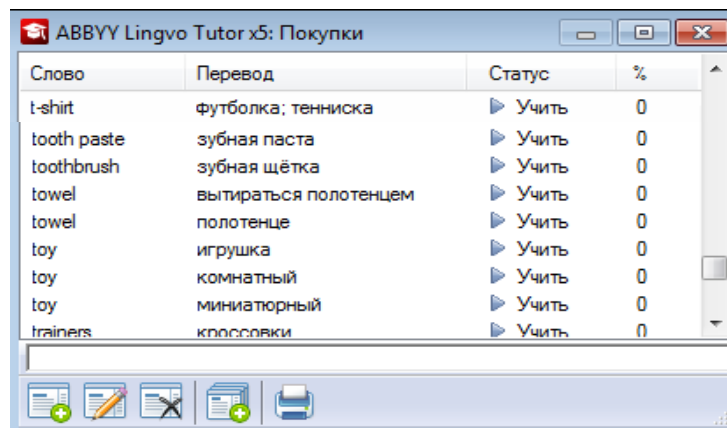 ABBYY Lingvo Tutor x5: Покупки
Слово Перевод Статус %
t-shirt футболка; тенниска Учить 0
tooth paste зубная паста Учить 0
toothbrush зубная щётка Учить 0
towel вытираться полотенцем Учить 0
towel полотенце Учить 0
toy игрушка Учить 0
toy комнатный Учить 0
toy миниатюрный Учить 0
trainers кроссовки Учить 0